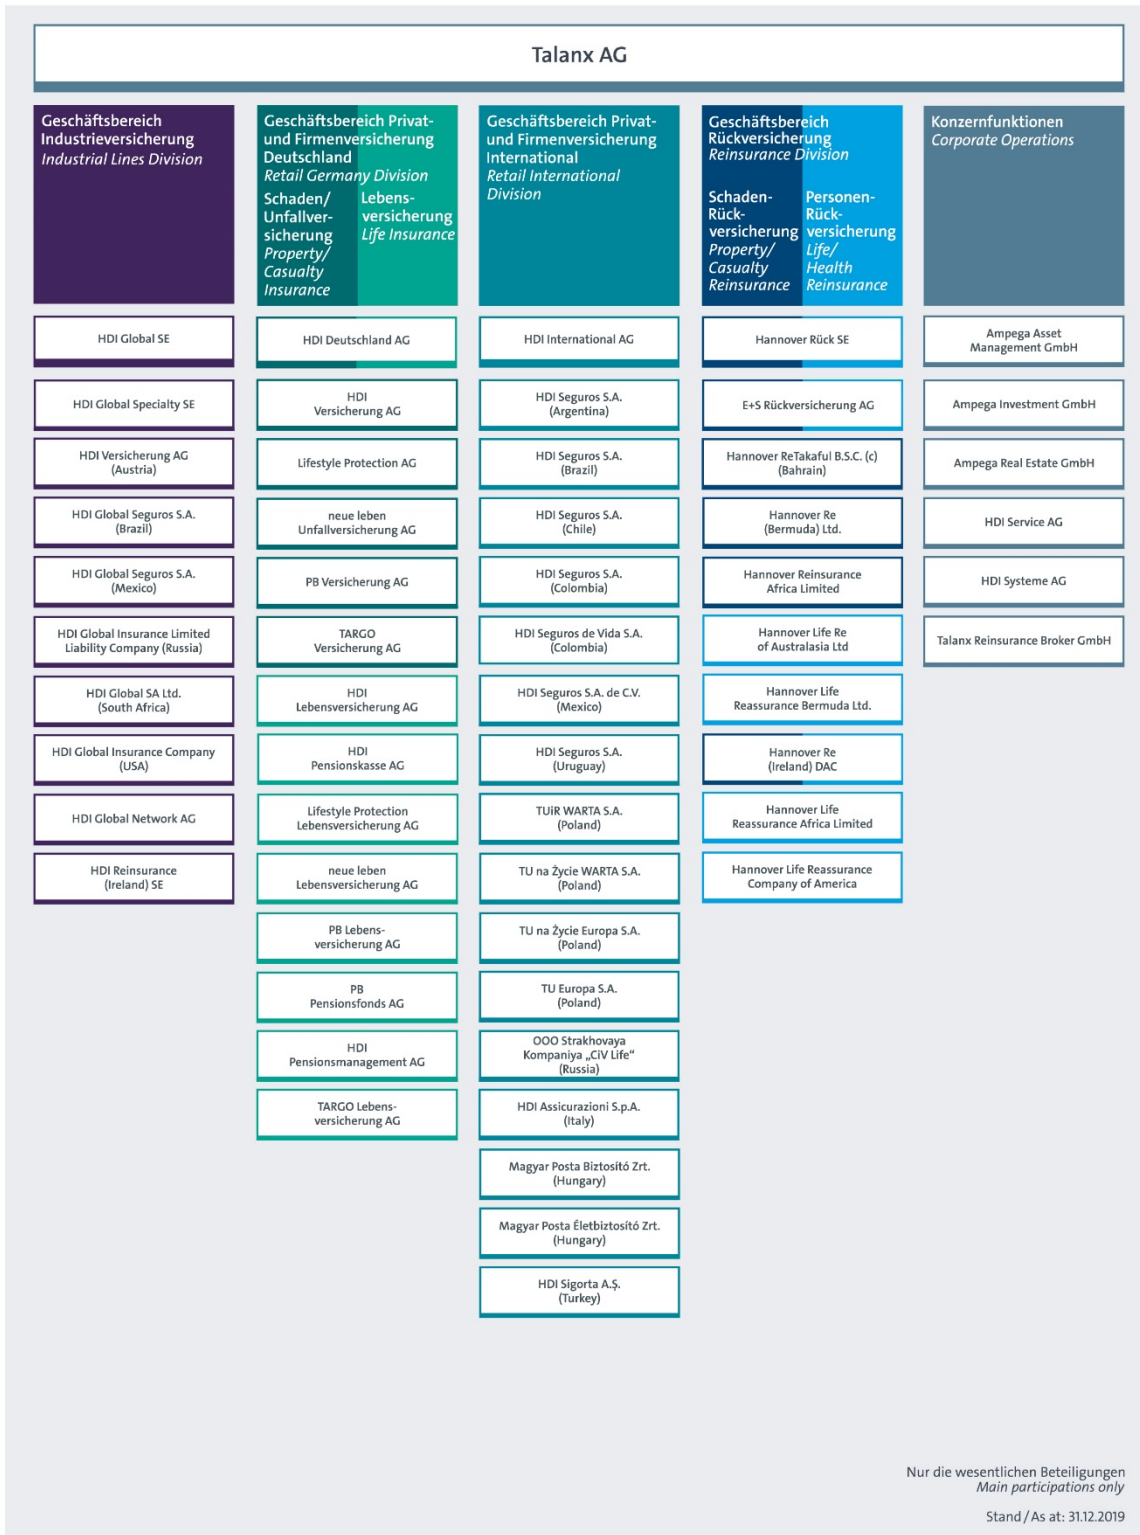 Talanx AG
Geschäftsbereich
Industrieversicherung
Industrial Lines Division
HDI Global SE
HDI Global Specialty SE
HDI Versicherung AG
(Austria)
HDI Global Seguros S.A.
(Brazil)
HDI Global Seguros S.A.
(Mexico)
HDI Global Insurance Limited
Liability Company (Russia)
HDI Global SA Ltd.
(South Africa)
HDI Global Insurance Company
(USA)
HDI Global Network AG
HDI Reinsurance
(Ireland) SE
Geschäftsbereich Privat-
und Firmenversicherung
Deutschland
Retail Germany Division
Schaden/
Unfallver-
sicherung
Property/
Casualty
Insurance
Lebens-
versicherung
Life Insurance
HDI Deutschland AG
HDI
Versicherung AG
Lifestyle Protection AG
neue leben
Unfallversicherung AG
PB Versicherung AG
TARGO
Versicherung AG
HDI
Lebensversicherung AG
HDI
Pensionskasse AG
Lifestyle Protection
Lebensversicherung AG
neue leben
Lebensversicherung AG
PB Lebens-
versicherung AG
PB
Pensionsfonds AG
HDI
Pensionsmanagement AG
TARGO Lebens-
versicherung AG
Geschäftsbereich Privat-
und Firmenversicherung
International
Retail International
Division
HDI International AG
HDI Seguros S.A.
(Argentina)
HDI Seguros S.A.
(Brazil)
HDI Seguros S.A.
(Chile)
HDI Seguros S.A.
(Colombia)
HDI Seguros de Vida S.A.
(Colombia)
HDI Seguros S.A. de C.V.
(Mexico)
HDI Seguros S.A.
(Uruguay)
TUiR WARTA S.A.
(Poland)
TU na Życie WARTA S.A.
(Poland)
TU na Życie Europa S.A.
(Poland)
TU Europa S.A.
(Poland)
OOO Strakhovaya
Kompaniya „CiV Life“
(Russia)
HDI Assicurazioni S.p.A.
(Italy)
Magyar Posta Biztosító Zrt.
(Hungary)
Magyar Posta Életbiztosító Zrt.
(Hungary)
HDI Sigorta A.Ş.
(Turkey)
Geschäftsbereich
Rückversicherung
Reinsurance Division
Schaden-
Rück-
versicherung
Property/
Casualty
Reinsurance
Personen-
Rück-
versicherung
Life/
Health
Reinsurance
Hannover Rück SE
E+S Rückversicherung AG
Hannover ReTakaful B.S.C. (c)
(Bahrain)
Hannover Re
(Bermuda) Ltd.
Hannover Reinsurance
Africa Limited
Hannover Life Re
of Australasia Ltd
Hannover Life
Reassurance Bermuda Ltd.
Hannover Re
(Ireland) DAC
Hannover Life
Reassurance Africa Limited
Hannover Life Reassurance
Company of America
Konzernfunktionen
Corporate Operations
Ampega Asset
Management GmbH
Ampega Investment GmbH
Ampega Real Estate GmbH
HDI Service AG
HDI Systeme AG
Talanx Reinsurance Broker GmbH
Nur die wesentlichen Beteiligungen
Main participations only
Stand / As at: 31.12.2019